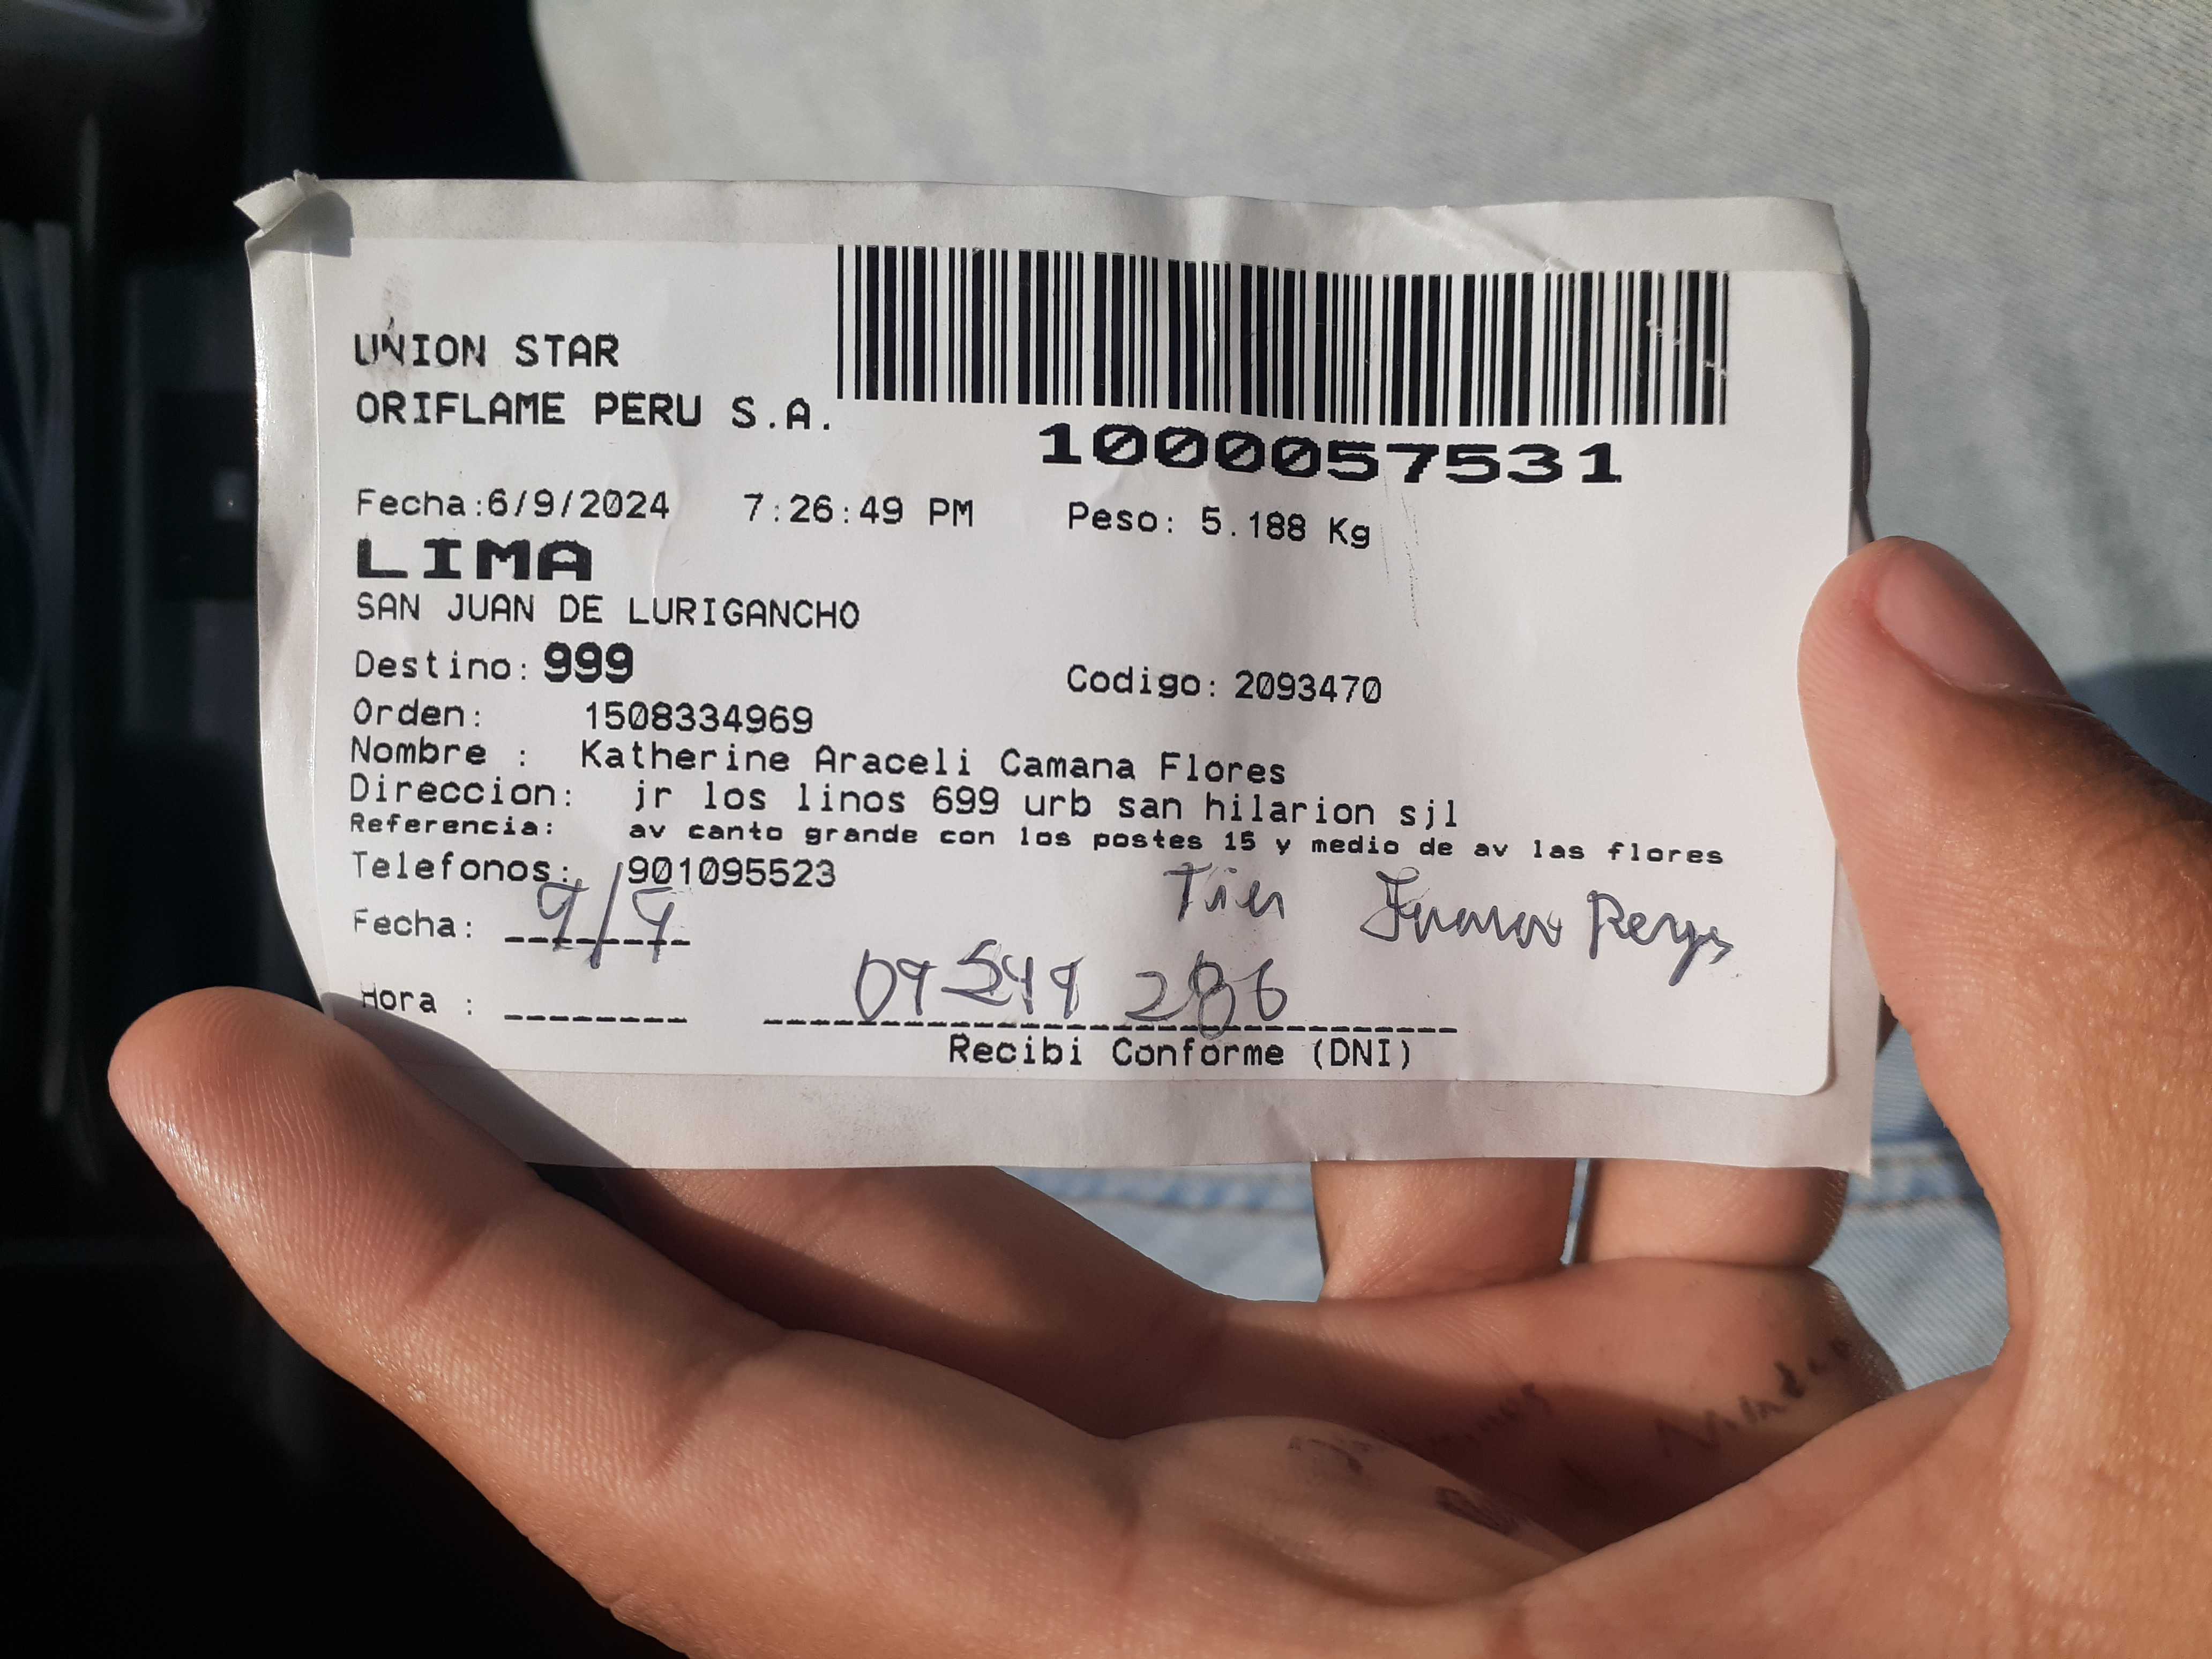 UNION STAR
ORIFLAME PERU S.A.
1000057531
Fecha:6/9/2024 7:26:49 PM Peso: 5.188 Kg
LIMA
SAN JUAN DE LURIGANCHO
Destino: 999 Codigo: 2093470
Orden: 1508334969
Nombre : Katherine Araceli Camana Flores
Direccion: jr los linos 699 urb san hilarion sjl
Referencia: av canto grande con los postes 15 y medio de av las flores
Telefonos: 901095523
Fecha: 9/9
Hora :
Recibi Conforme (DNI)